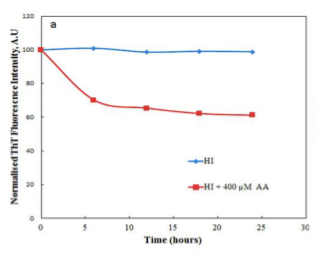 a
120
100
80
60
40
20
0
0 5 10 15 20 25 30
Normalised ThT Fluorescence Intensity, A.U
Time (hours)
HI
HI + 400 µM AA